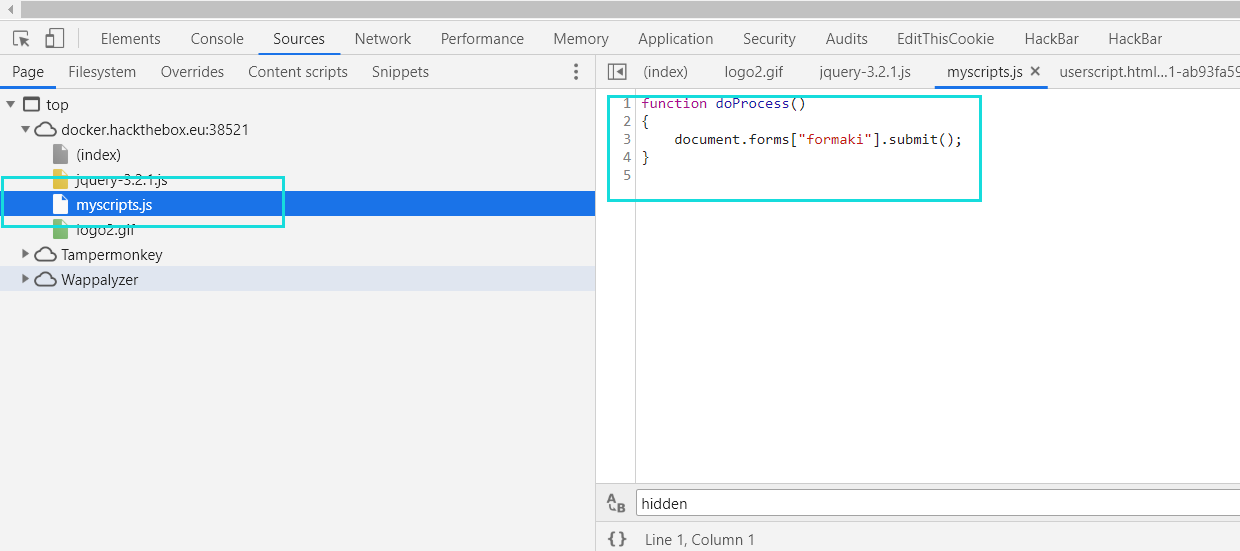 Elements Console Sources Network Performance Memory Application Security Audits EditThisCookie HackBar HackBar
Page Filesystem Overrides Content scripts Snippets
(index) logo2.gif jquery-3.2.1.js myscripts.js × userscript.html…1-ab93fa59
top
docker.hackthebox.eu:38521
(index)
jquery-3.2.1.js
myscripts.js
logo2.gif
Tampermonkey
Wappalyzer
1 function doProcess()
2 {
3     document.forms["formaki"].submit();
4 }
5
AB hidden
{} Line 1, Column 1